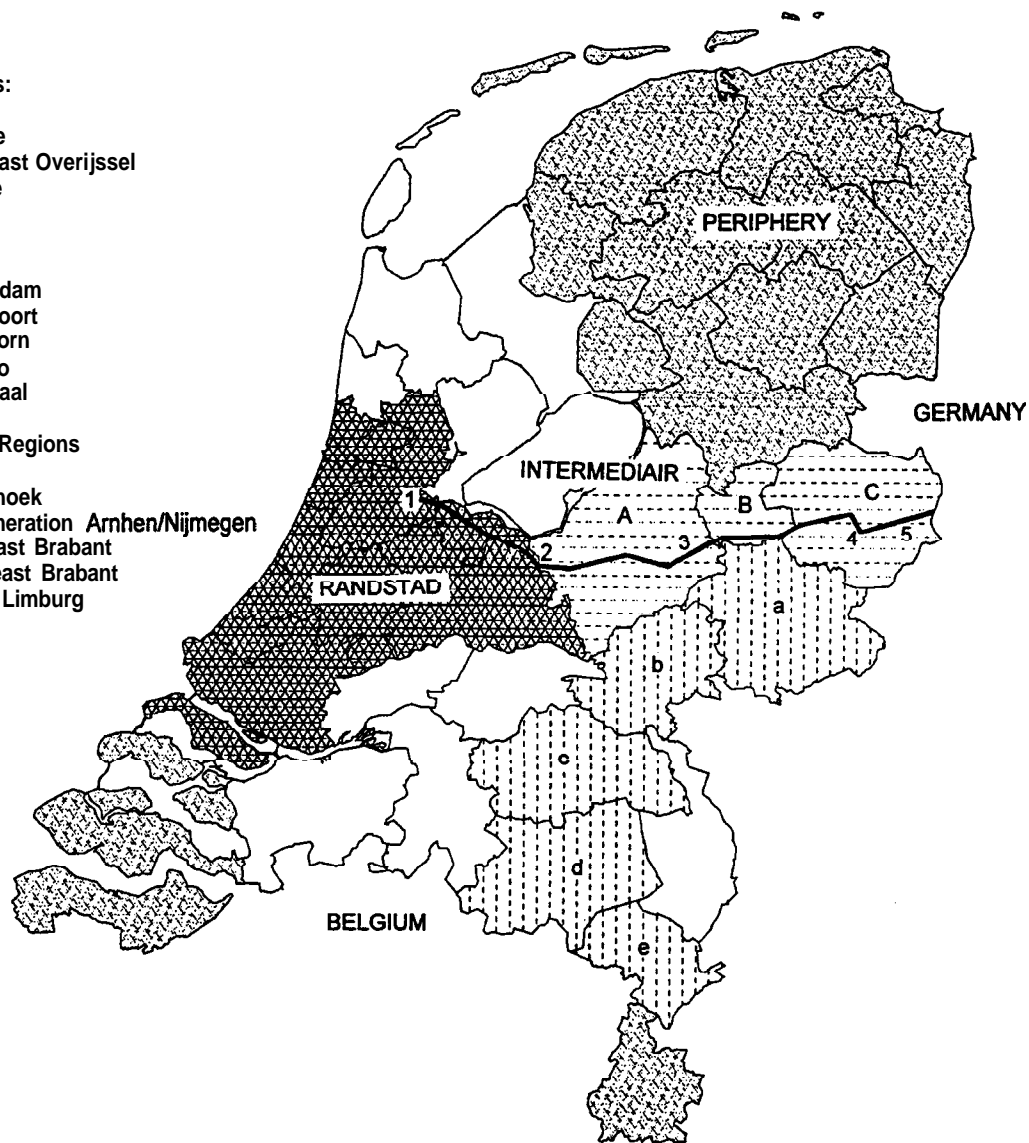 s:
e
ast Overijssel
e
dam
oort
orn
o
aal
Regions
noek
neration Arnhen/Nijmegen
ast Brabant
east Brabant
Limburg
PERIPHERY
GERMANY
INTERMEDIAIR
A
B
C
1
2
3
4
5
RANDSTAD
a
b
c
d
e
BELGIUM